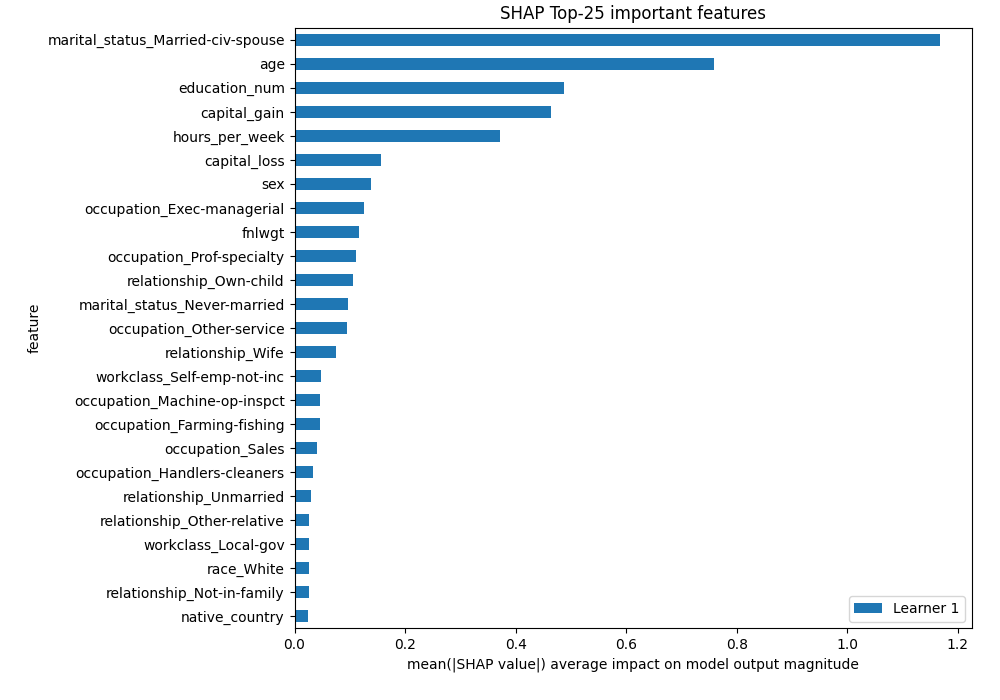 SHAP Top-25 important features
marital_status_Married-civ-spouse
age
education_num
capital_gain
hours_per_week
capital_loss
sex
occupation_Exec-managerial
fnlwgt
occupation_Prof-specialty
relationship_Own-child
marital_status_Never-married
occupation_Other-service
relationship_Wife
workclass_Self-emp-not-inc
occupation_Machine-op-inspct
occupation_Farming-fishing
occupation_Sales
occupation_Handlers-cleaners
relationship_Unmarried
relationship_Other-relative
workclass_Local-gov
race_White
relationship_Not-in-family
native_country
feature
Learner 1
0.0 0.2 0.4 0.6 0.8 1.0 1.2
mean(|SHAP value|) average impact on model output magnitude